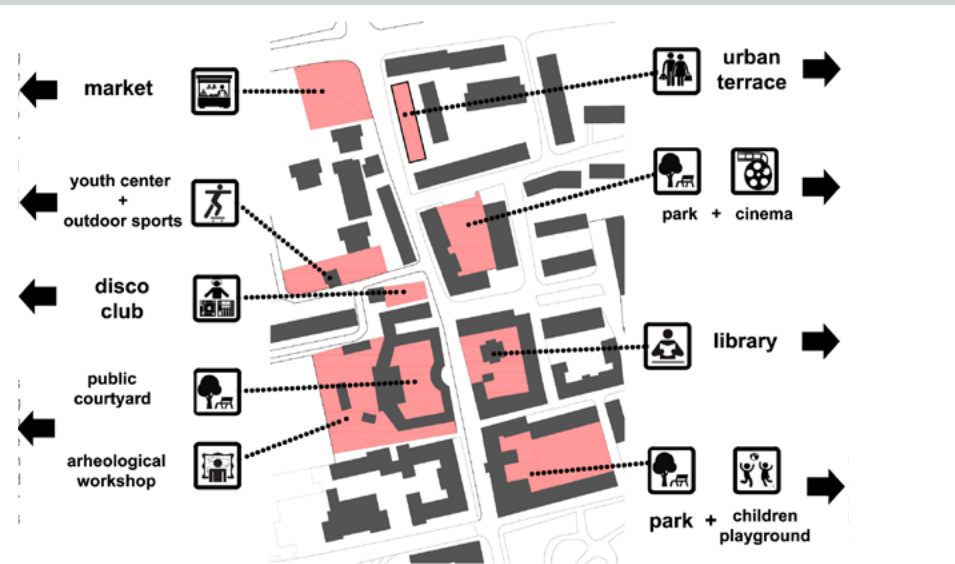 market
youth center
+
outdoor sports
disco
club
public
courtyard
arheological
workshop
urban
terrace
park + cinema
library
park + children
playground